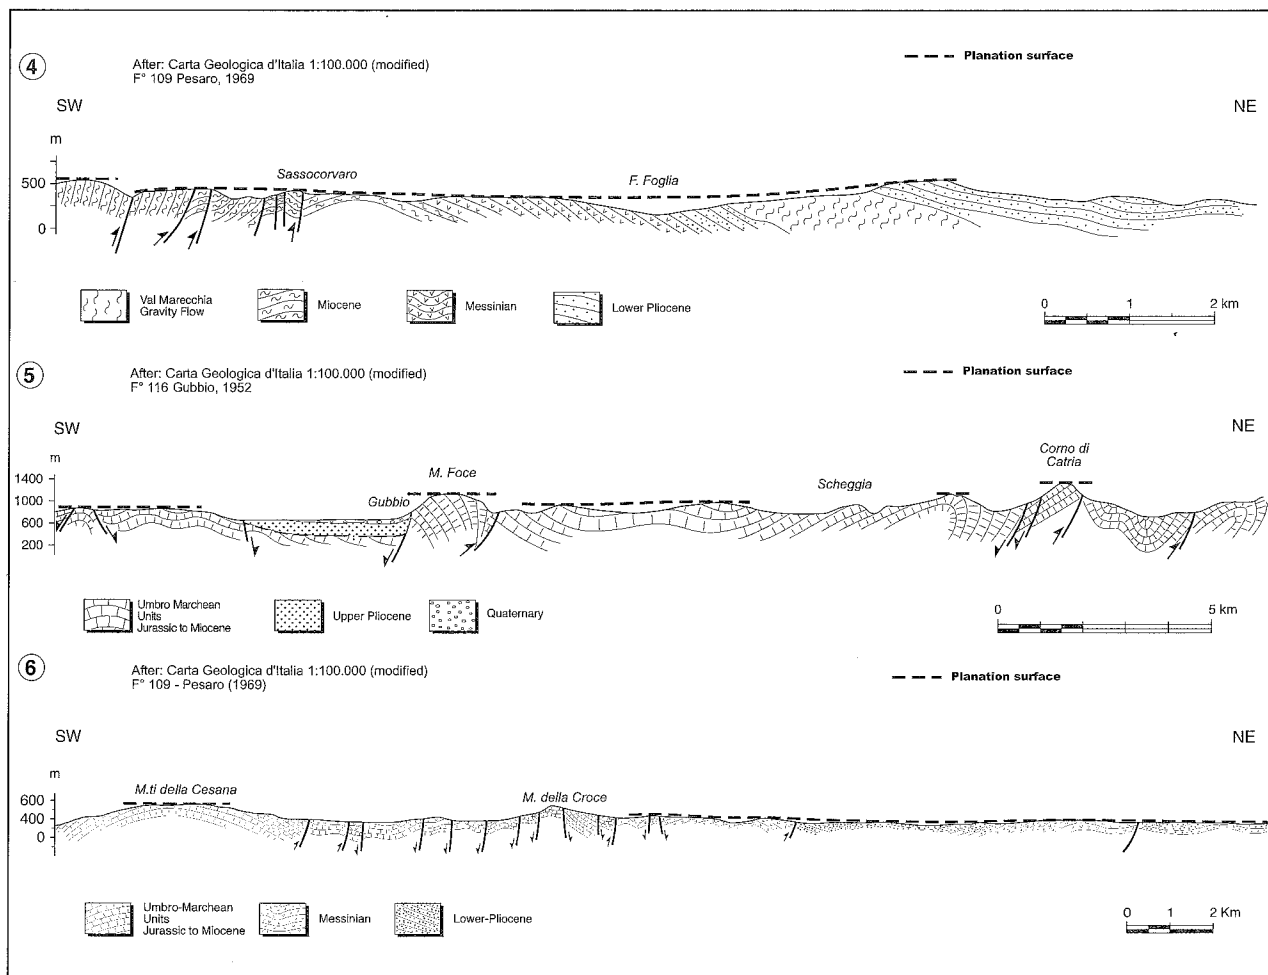 4
After: Carta Geologica d'Italia 1:100.000 (modified)
F° 109 Pesaro, 1969
Planation surface
SW
NE
m
500
0
Sassocorvaro
F. Foglia
Val Marecchia
Gravity Flow
Miocene
Messinian
Lower Pliocene
0 1 2 km
5
After: Carta Geologica d'Italia 1:100.000 (modified)
F° 116 Gubbio, 1952
Planation surface
SW
NE
m
1400
1000
600
200
Gubbio
M. Foce
Scheggia
Corno di
Catria
Umbro Marchean
Units
Jurassic to Miocene
Upper Pliocene
Quaternary
0 5 km
6
After: Carta Geologica d'Italia 1:100.000 (modified)
F° 109 - Pesaro (1969)
Planation surface
SW
NE
m
600
400
0
M.ti della Cesana
M. della Croce
Umbro-Marchean
Units
Jurassic to Miocene
Messinian
Lower-Pliocene
0 1 2 Km